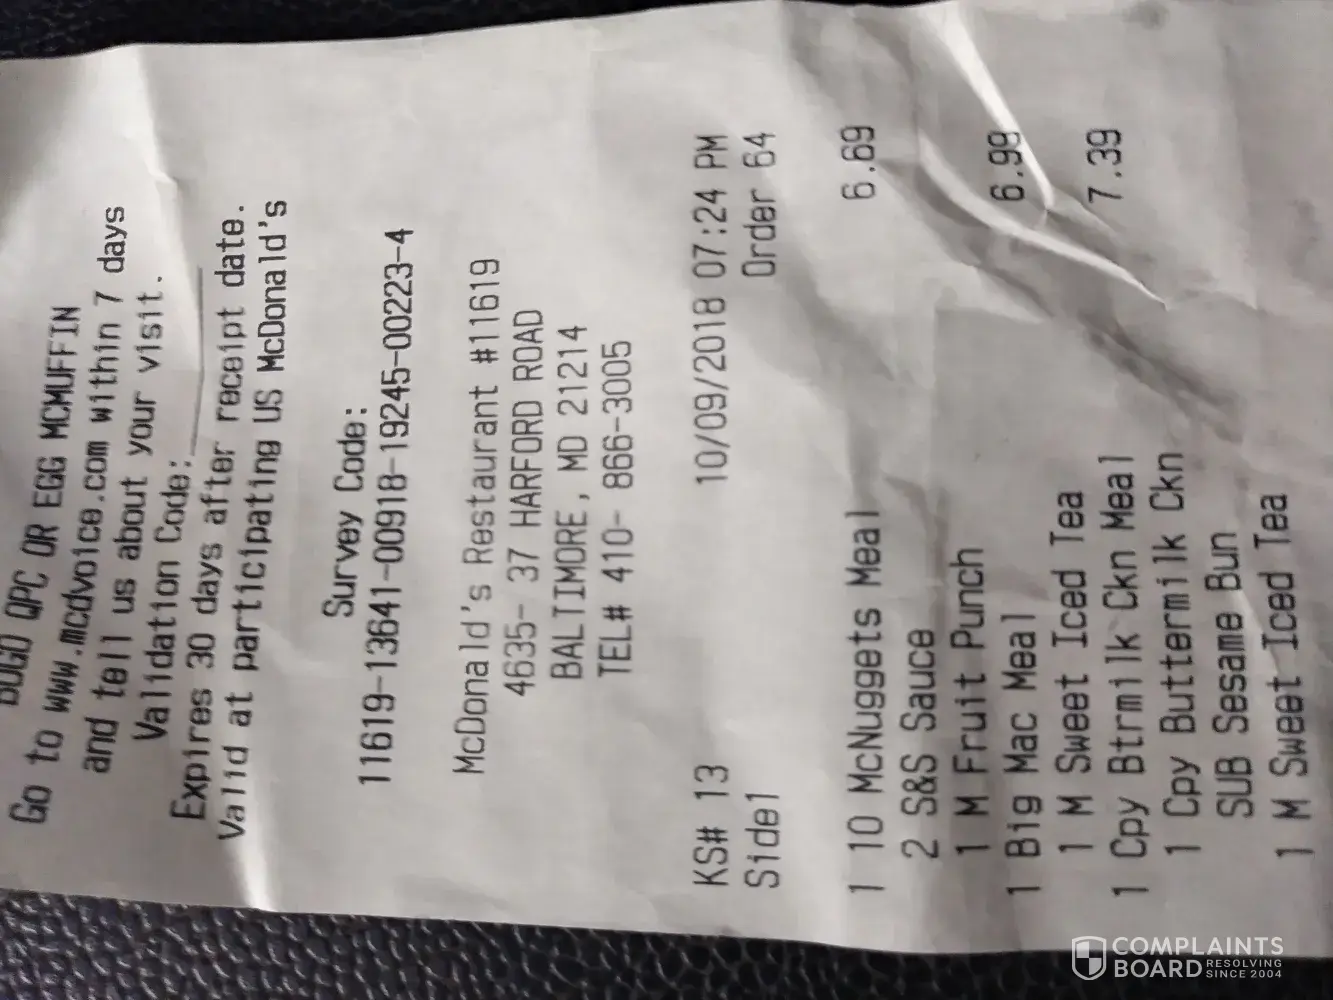 BOGO QPC OR EGG MCMUFFIN
Go to www.mcdvoice.com within 7 days
and tell us about your visit.
Validation Code:________
Expires 30 days after receipt date.
Valid at participating US McDonald's
Survey Code:
11619-13641-00918-19245-00223-4
McDonald's Restaurant #11619
4635- 37 HARFORD ROAD
BALTIMORE, MD 21214
TEL# 410- 866-3005
KS# 13 10/09/2018 07:24 PM
Side1 Order 64
1 10 McNuggets Meal 6.69
2 S&S Sauce
1 M Fruit Punch
1 Big Mac Meal 6.99
1 M Sweet Iced Tea
1 Cpy Btrmilk Ckn Meal 7.39
1 Cpy Buttermilk Ckn
SUB Sesame Bun
1 M Sweet Iced Tea
COMPLAINTS
BOARD RESOLVING
SINCE 2004